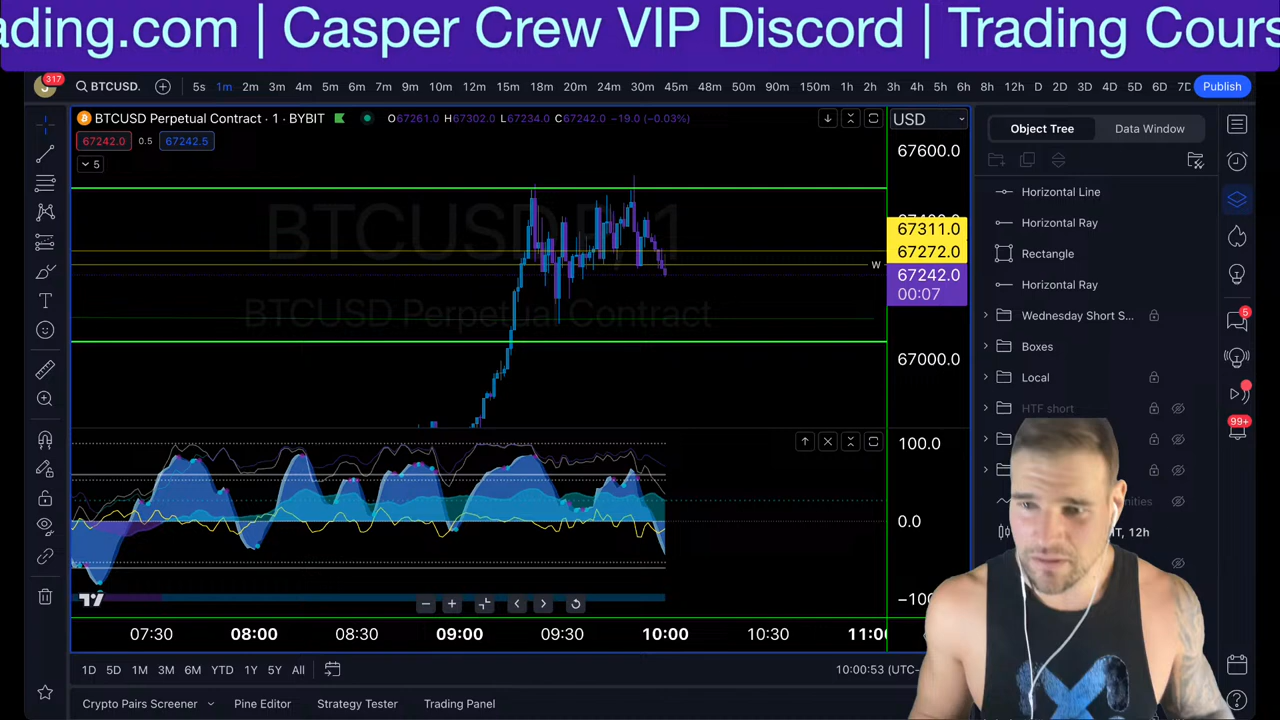 ading.com | Casper Crew VIP Discord | Trading Cours
317
BTCUSD.
5s 1m 2m 3m 4m 5m 6m 7m 9m 10m 12m 15m 18m 20m 24m 30m 45m 48m 50m 90m 150m 1h 2h 3h 4h 5h 6h 8h 12h D 2D 3D 4D 5D 6D 7D
Publish
BTCUSD Perpetual Contract · 1 · BYBIT
O67261.0 H67302.0 L67234.0 C67242.0 −19.0 (−0.03%)
USD
67242.0 0.5 67242.5
5
67600.0
67311.0
67272.0
67242.0
00:07
67000.0
W
BTCUSD Perpetual Contract
100.0
0.0
−100
07:30 08:00 08:30 09:00 09:30 10:00 10:30 11:00
1D 5D 1M 3M 6M YTD 1Y 5Y All
10:00:53 (UTC-
Crypto Pairs Screener Pine Editor Strategy Tester Trading Panel
Object Tree Data Window
Horizontal Line
Horizontal Ray
Rectangle
Horizontal Ray
Wednesday Short S...
Boxes
Local
HTF short
12h
5
99+